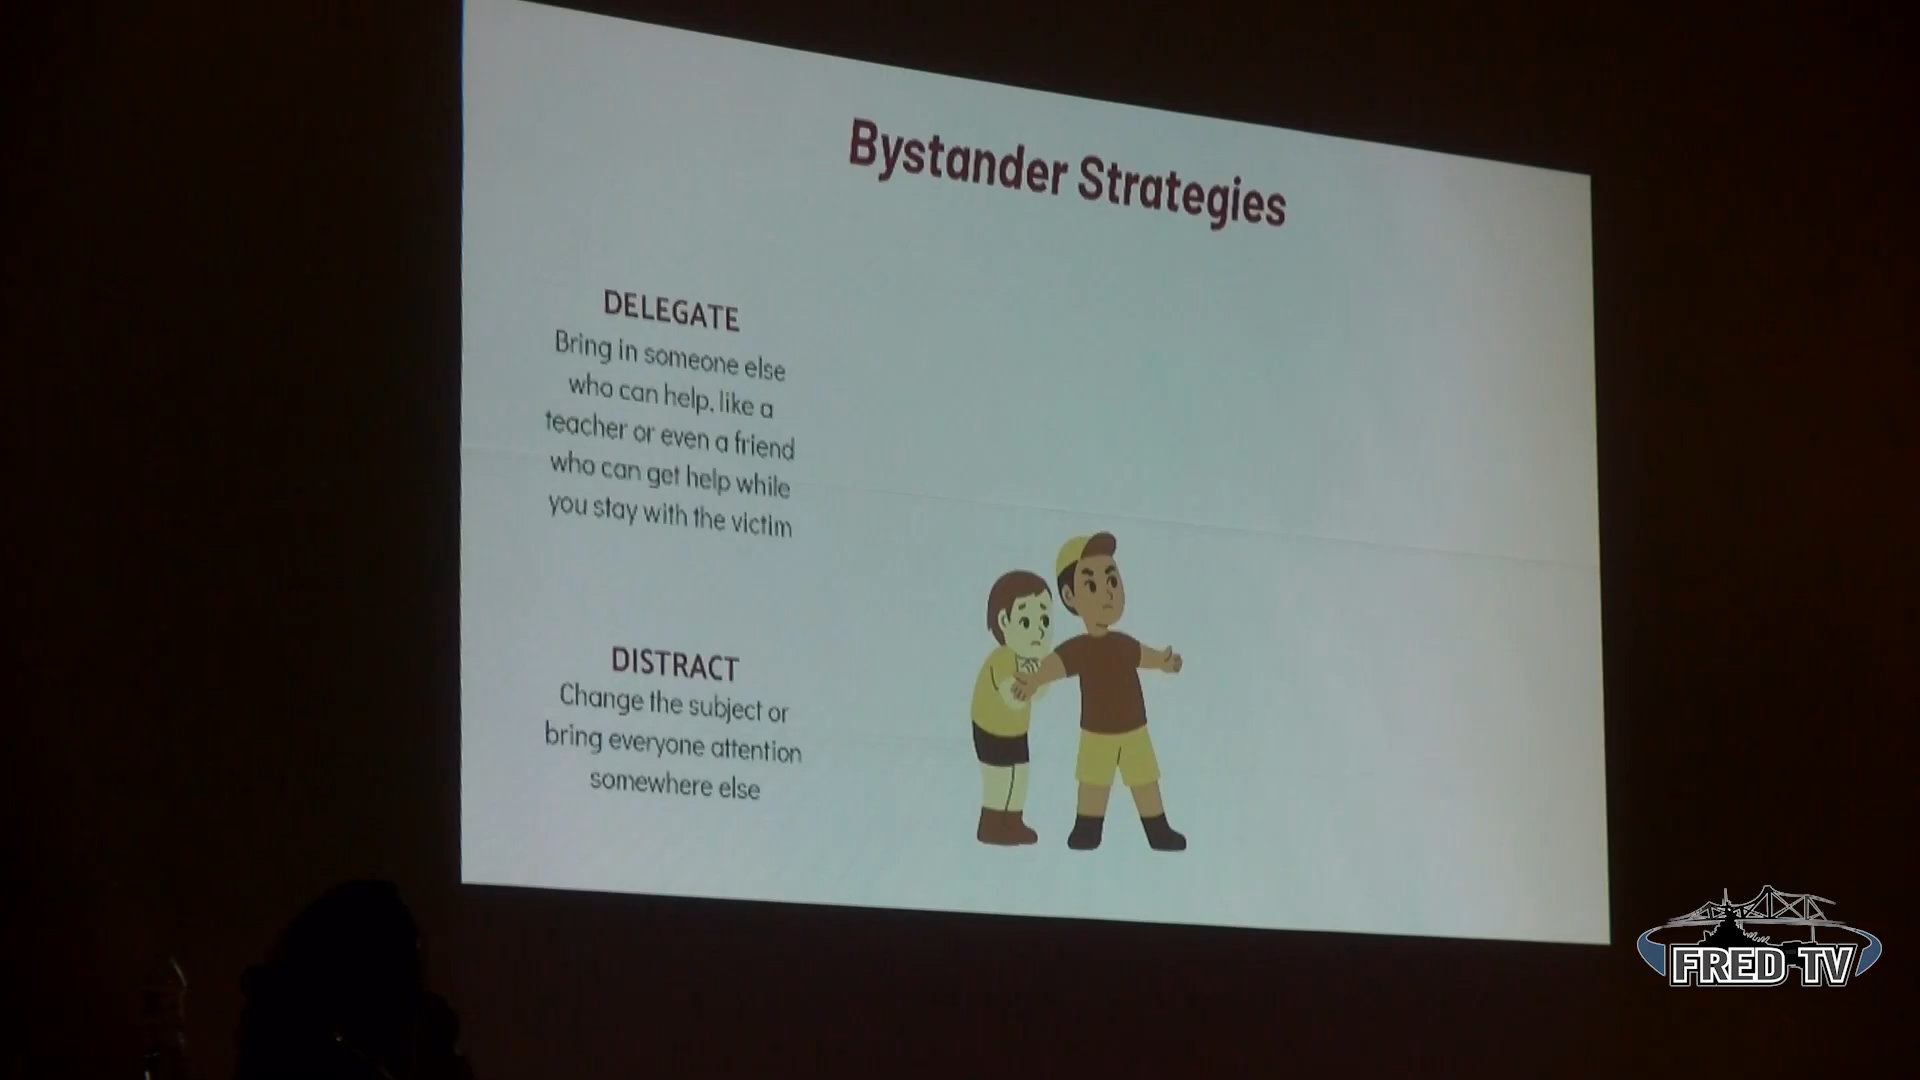 Bystander Strategies
DELEGATE
Bring in someone else
who can help, like a
teacher or even a friend
who can get help while
you stay with the victim
DISTRACT
Change the subject or
bring everyone attention
somewhere else
FRED TV